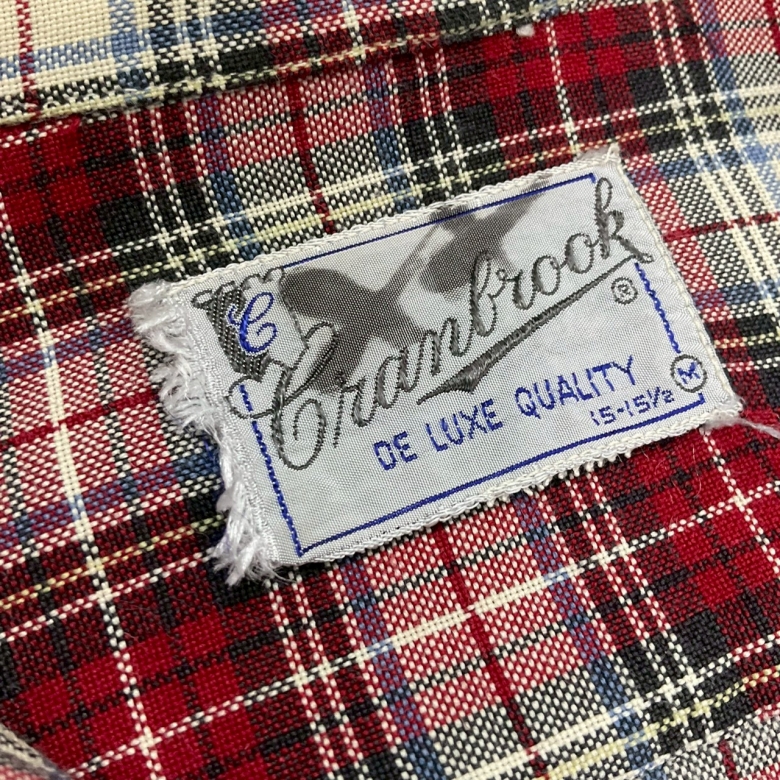 C
Cranbrook ®
DE LUXE QUALITY
15-15½ M